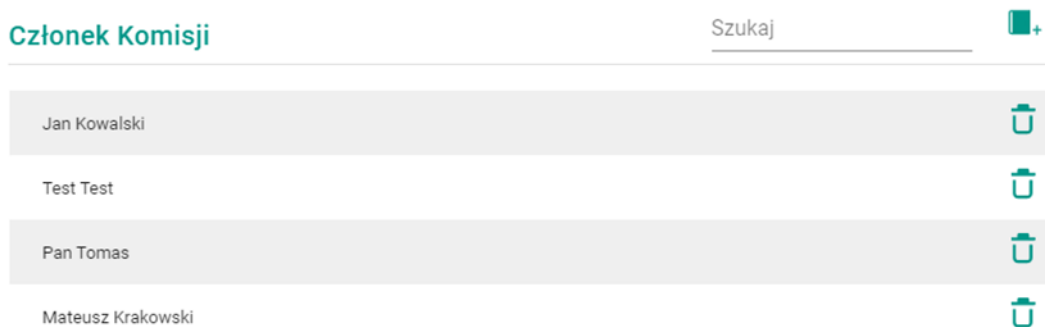 Członek Komisji
Szukaj
Jan Kowalski
Test Test
Pan Tomas
Mateusz Krakowski